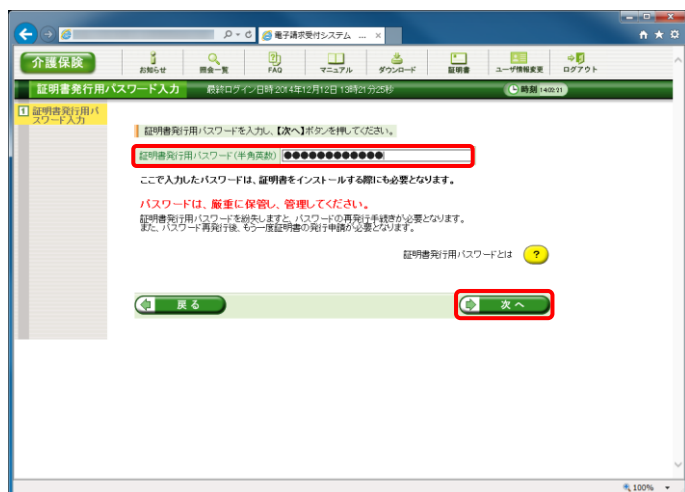 電子請求受付システム ...
介護保険
お知らせ
照会一覧
FAQ
マニュアル
ダウンロード
証明書
ユーザ情報変更
ログアウト
証明書発行用パスワード入力
最終ログイン日時:2014年12月12日 13時21分25秒
時刻 14:02:21
1 証明書発行用パ
スワード入力
証明書発行用パスワードを入力し、【次へ】ボタンを押してください。
証明書発行用パスワード(半角英数) ●●●●●●●●●●●●
ここで入力したパスワードは、証明書をインストールする際にも必要となります。
パスワードは、厳重に保管し、管理してください。
証明書発行用パスワードを紛失しますと、パスワードの再発行手続きが必要となります。
また、パスワード再発行後、もう一度証明書の発行申請が必要となります。
証明書発行用パスワードとは ?
戻る
次へ
100%